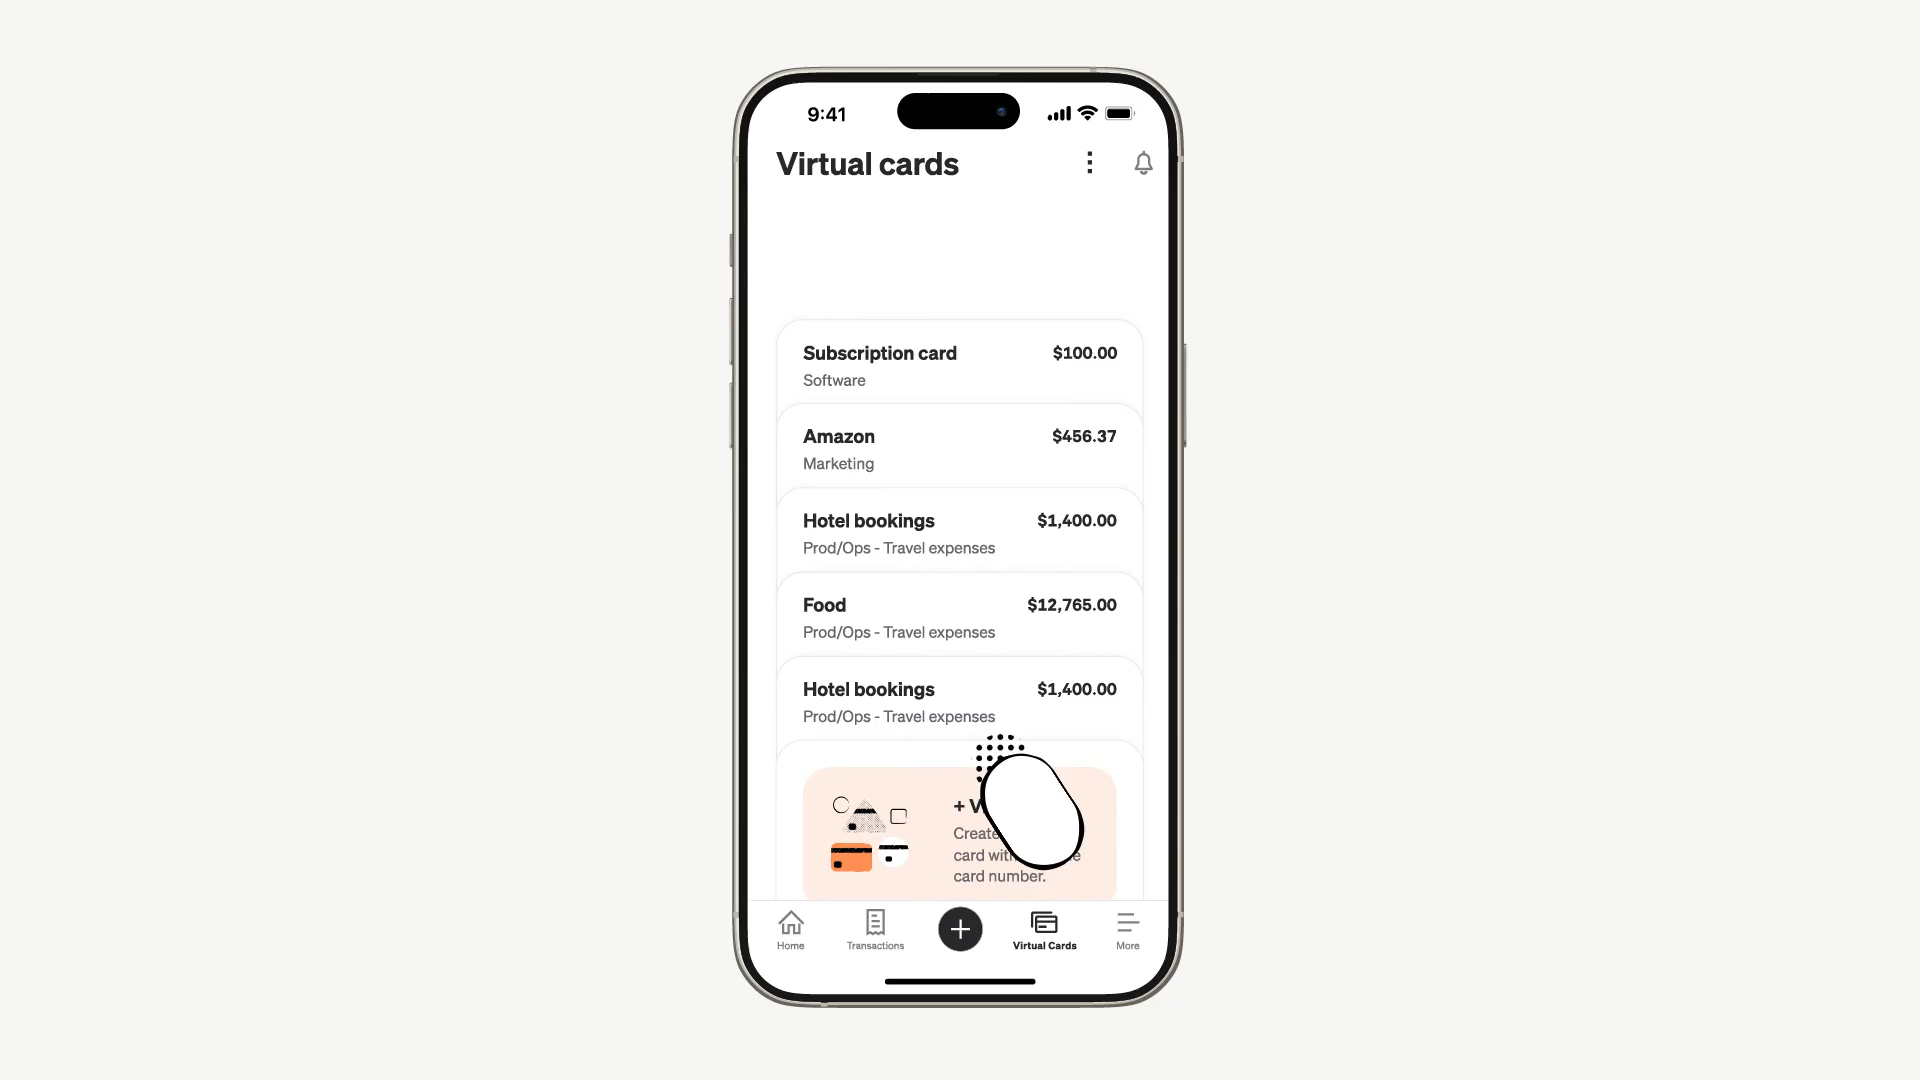 9:41
Virtual cards
Subscription card $100.00
Software
Amazon $456.37
Marketing
Hotel bookings $1,400.00
Prod/Ops - Travel expenses
Food $12,765.00
Prod/Ops - Travel expenses
Hotel bookings $1,400.00
Prod/Ops - Travel expenses
+
Create
card
card number.
Home
Transactions
Virtual Cards
More